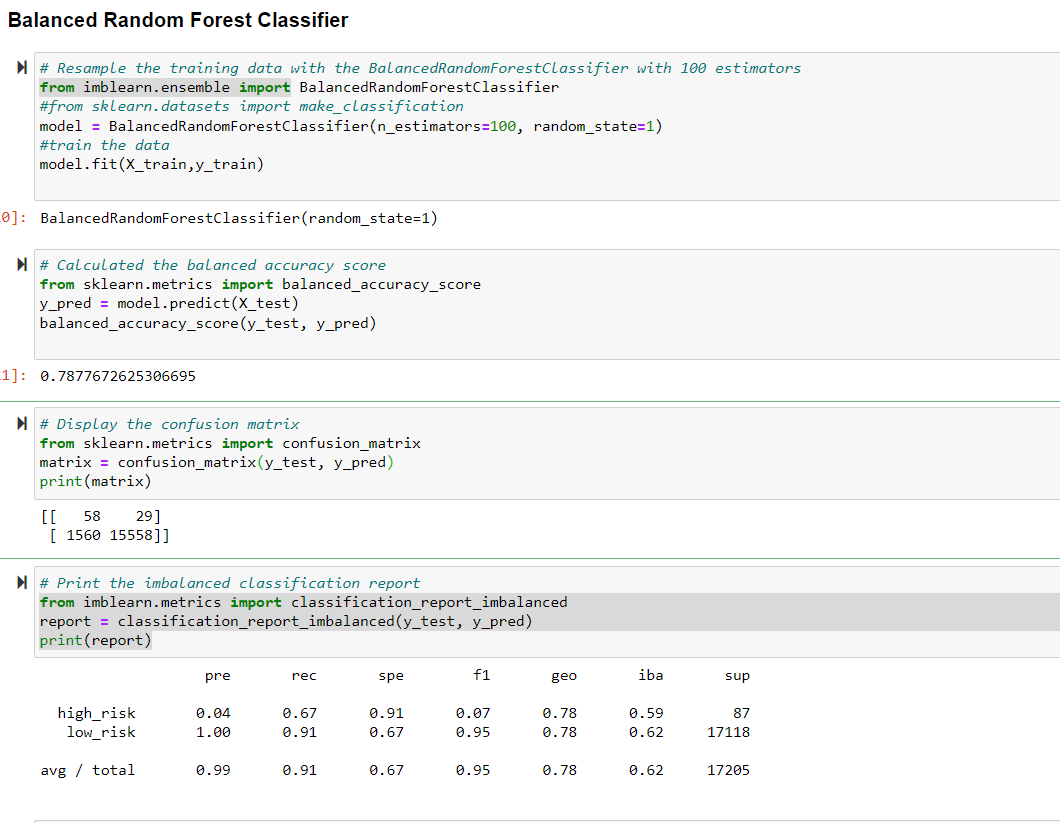 Balanced Random Forest Classifier
# Resample the training data with the BalancedRandomForestClassifier with 100 estimators
from imblearn.ensemble import BalancedRandomForestClassifier
#from sklearn.datasets import make_classification
model = BalancedRandomForestClassifier(n_estimators=100, random_state=1)
#train the data
model.fit(X_train,y_train)
0]: BalancedRandomForestClassifier(random_state=1)
# Calculated the balanced accuracy score
from sklearn.metrics import balanced_accuracy_score
y_pred = model.predict(X_test)
balanced_accuracy_score(y_test, y_pred)
1]: 0.7877672625306695
# Display the confusion matrix
from sklearn.metrics import confusion_matrix
matrix = confusion_matrix(y_test, y_pred)
print(matrix)
[[   58    29]
 [ 1560 15558]]
# Print the imbalanced classification report
from imblearn.metrics import classification_report_imbalanced
report = classification_report_imbalanced(y_test, y_pred)
print(report)
pre rec spe f1 geo iba sup
high_risk 0.04 0.67 0.91 0.07 0.78 0.59 87
low_risk 1.00 0.91 0.67 0.95 0.78 0.62 17118
avg / total 0.99 0.91 0.67 0.95 0.78 0.62 17205